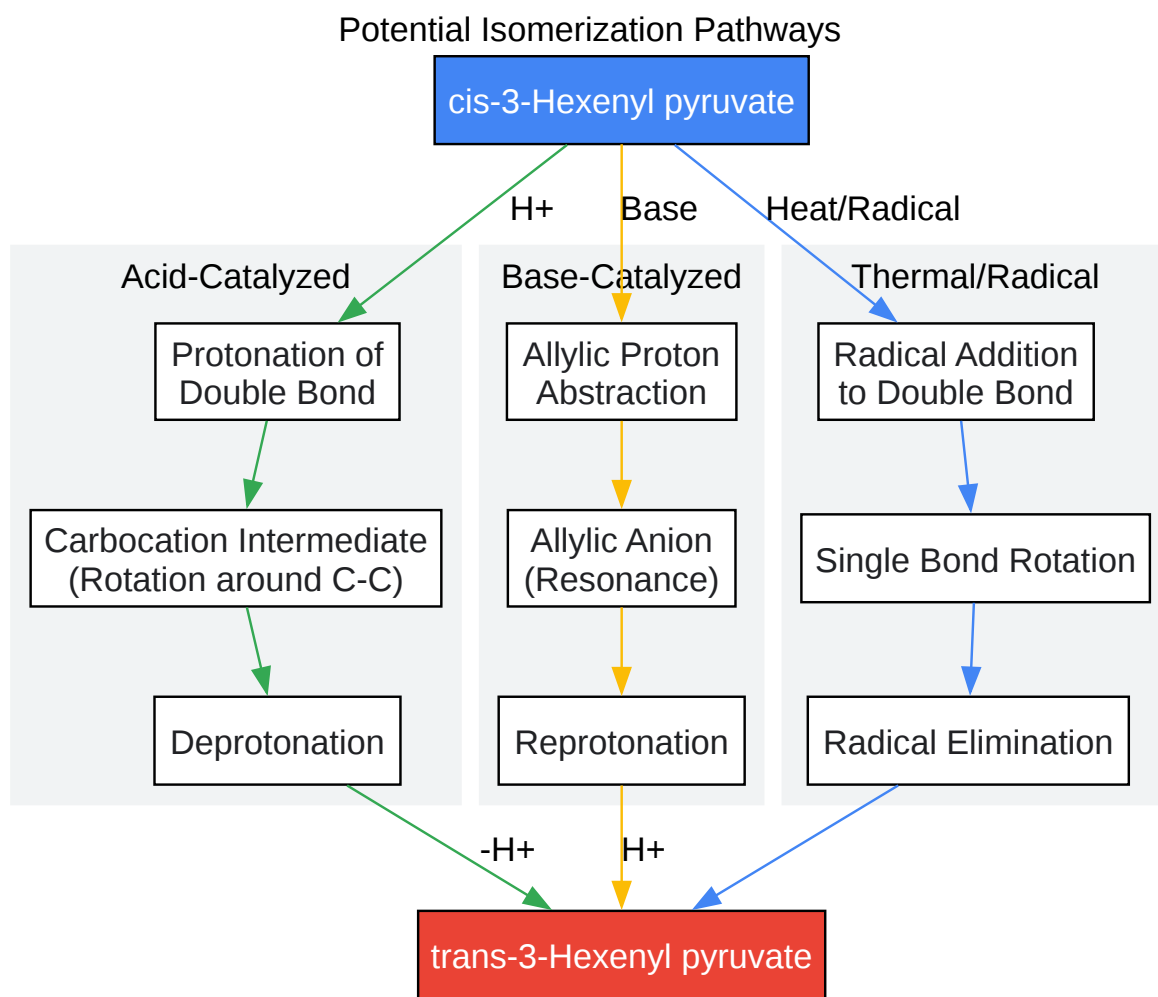 Potential Isomerization Pathways
cis-3-Hexenyl pyruvate
H+
Base
Heat/Radical
Acid-Catalyzed
Base-Catalyzed
Thermal/Radical
Protonation of
Double Bond
Allylic Proton
Abstraction
Radical Addition
to Double Bond
Carbocation Intermediate
(Rotation around C-C)
Allylic Anion
(Resonance)
Single Bond Rotation
Deprotonation
Reprotonation
Radical Elimination
-H+
H+
trans-3-Hexenyl pyruvate